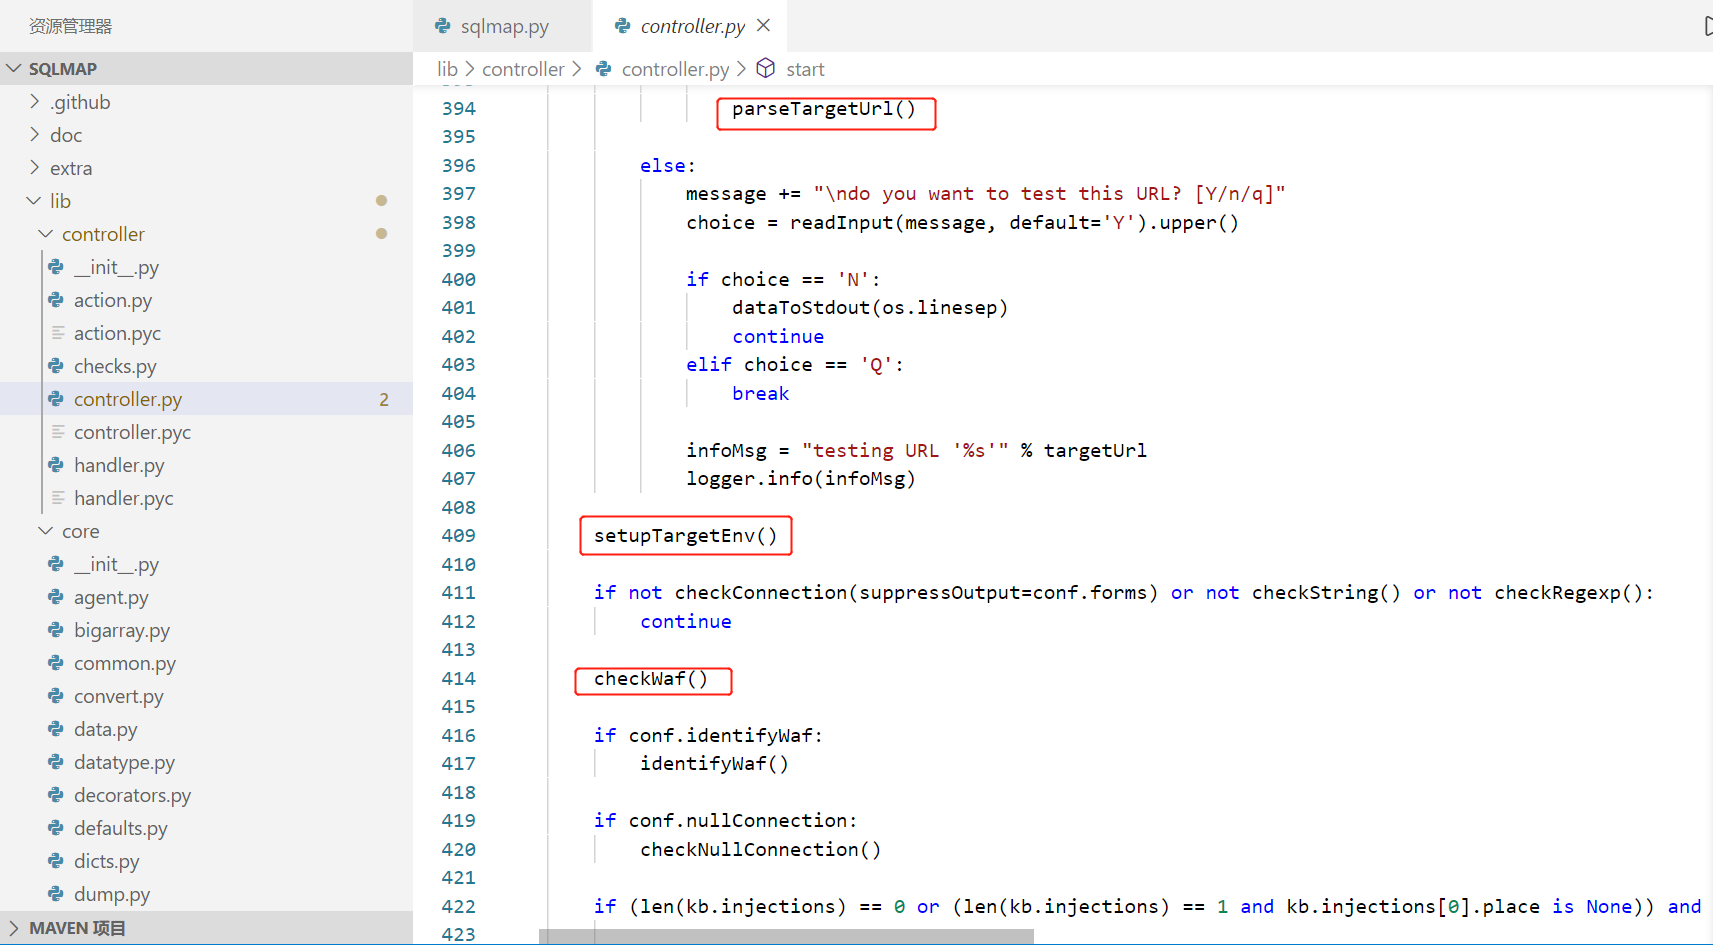 资源管理器
SQLMAP
.github
doc
extra
lib
controller
__init__.py
action.py
action.pyc
checks.py
controller.py 2
controller.pyc
handler.py
handler.pyc
core
__init__.py
agent.py
bigarray.py
common.py
convert.py
data.py
datatype.py
decorators.py
defaults.py
dicts.py
dump.py
MAVEN 项目
sqlmap.py
controller.py
lib > controller > controller.py > start
394 parseTargetUrl()
395
396 else:
397 message += "\ndo you want to test this URL? [Y/n/q]"
398 choice = readInput(message, default='Y').upper()
399
400 if choice == 'N':
401 dataToStdout(os.linesep)
402 continue
403 elif choice == 'Q':
404 break
405
406 infoMsg = "testing URL '%s'" % targetUrl
407 logger.info(infoMsg)
408
409 setupTargetEnv()
410
411 if not checkConnection(suppressOutput=conf.forms) or not checkString() or not checkRegexp():
412 continue
413
414 checkWaf()
415
416 if conf.identifyWaf:
417 identifyWaf()
418
419 if conf.nullConnection:
420 checkNullConnection()
421
422 if (len(kb.injections) == 0 or (len(kb.injections) == 1 and kb.injections[0].place is None)) and
423